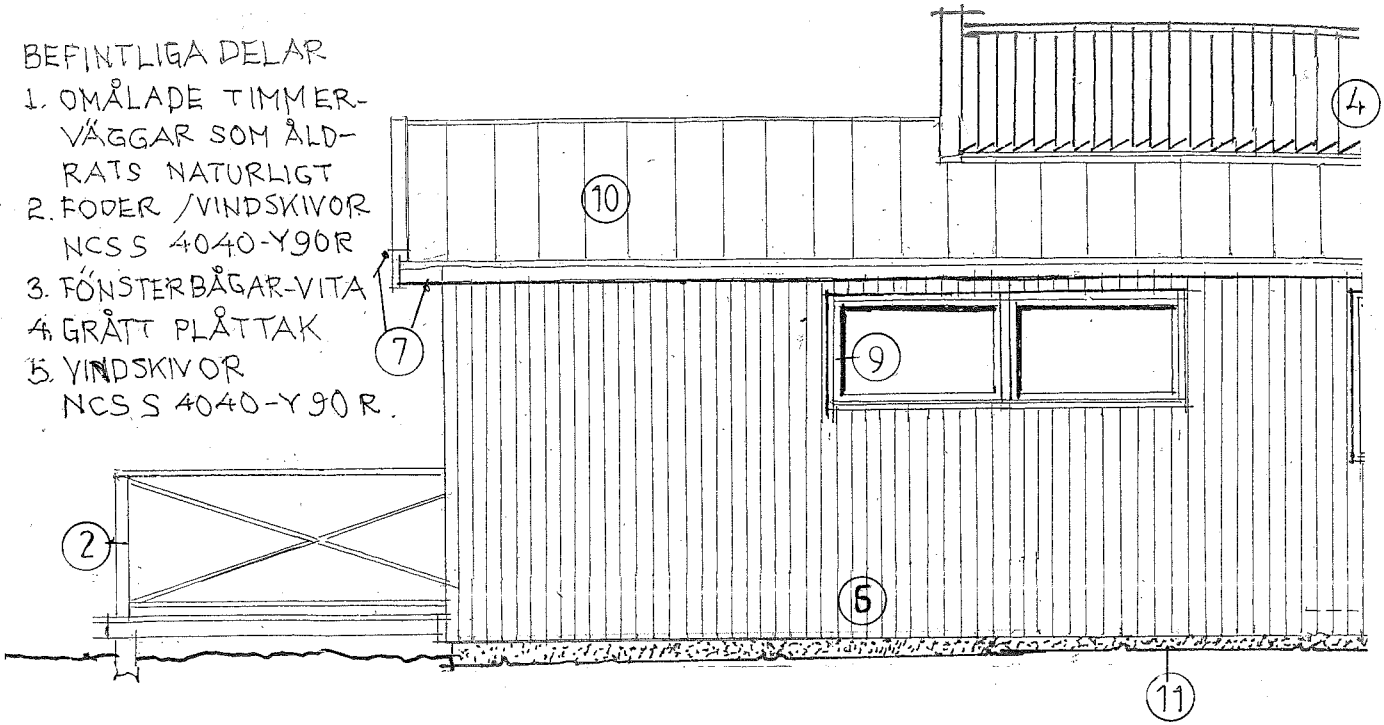 BEFINTLIGA DELAR
1. OMÅLADE TIMMER-
VÄGGAR SOM ÅLD-
RATS NATURLIGT
2. FODER /VINDSKIVOR
NCS S 4040-Y90R
3. FÖNSTERBÅGAR-VITA
4. GRÅTT PLÅTTAK
5. VINDSKIVOR
NCS S 4040-Y90R.
4
10
7
9
2
6
11